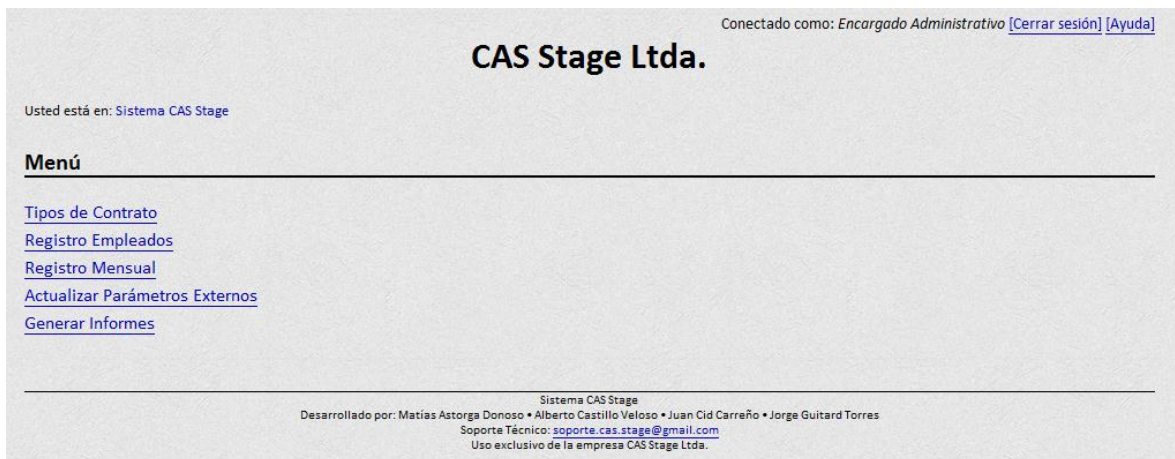 Conectado como: Encargado Administrativo [Cerrar sesión] [Ayuda]
CAS Stage Ltda.
Usted está en: Sistema CAS Stage
Menú
Tipos de Contrato
Registro Empleados
Registro Mensual
Actualizar Parámetros Externos
Generar Informes
Sistema CAS Stage
Desarrollado por: Matías Astorga Donoso • Alberto Castillo Veloso • Juan Cid Carreño • Jorge Guitard Torres
Soporte Técnico: soporte.cas.stage@gmail.com
Uso exclusivo de la empresa CAS Stage Ltda.